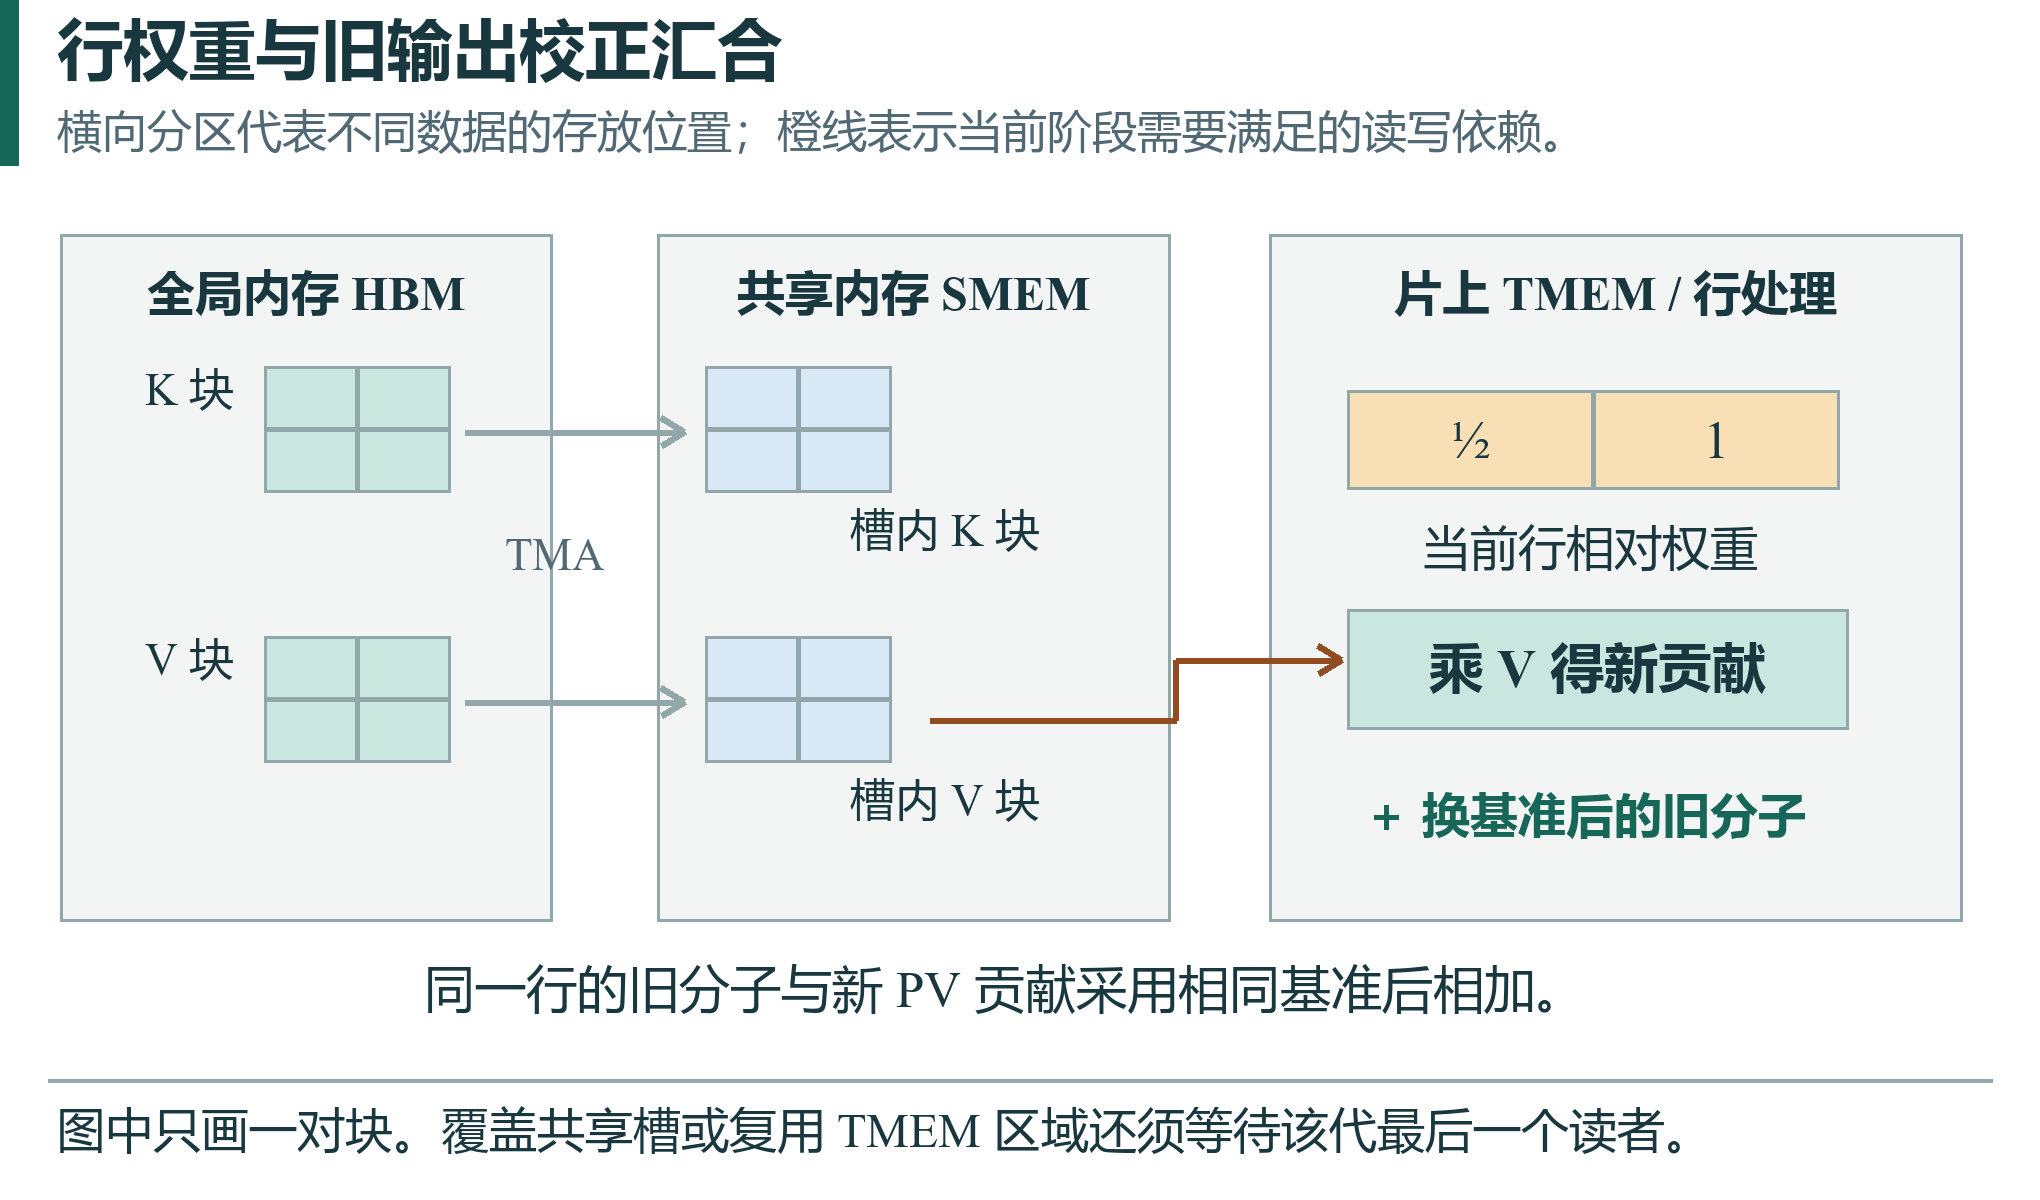 行权重与旧输出校正汇合
横向分区代表不同数据的存放位置；橙线表示当前阶段需要满足的读写依赖。
全局内存 HBM
K 块
TMA
V 块
共享内存 SMEM
槽内 K 块
槽内 V 块
片上 TMEM / 行处理
½ 1
当前行相对权重
乘 V 得新贡献
+ 换基准后的旧分子
同一行的旧分子与新 PV 贡献采用相同基准后相加。
图中只画一对块。覆盖共享槽或复用 TMEM 区域还须等待该代最后一个读者。